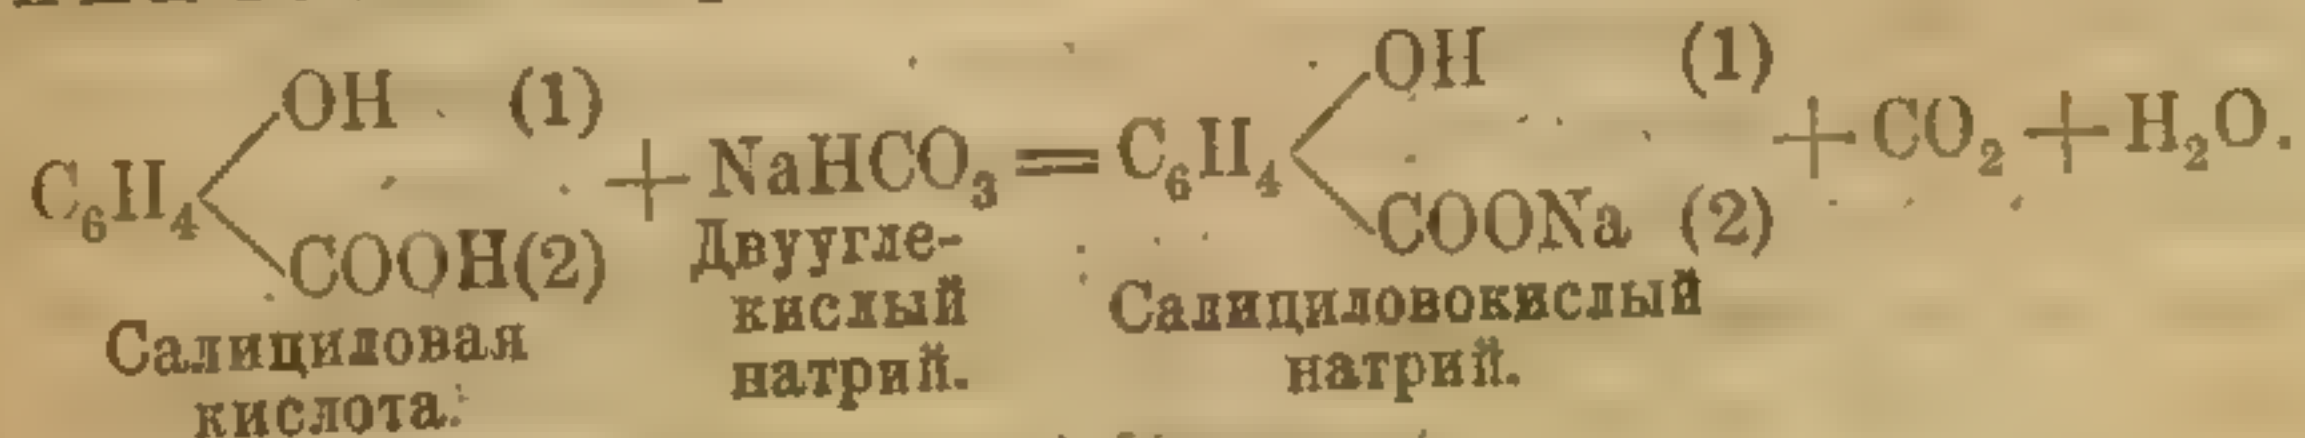 OH (1) OH (1)
C₆H₄ + NaHCO₃ = C₆H₄ + CO₂ + H₂O.
COOH(2) COONa (2)
Двуугле-
кислый
натрий.
Салициловая
кислота.
Салициловокислый
натрий.